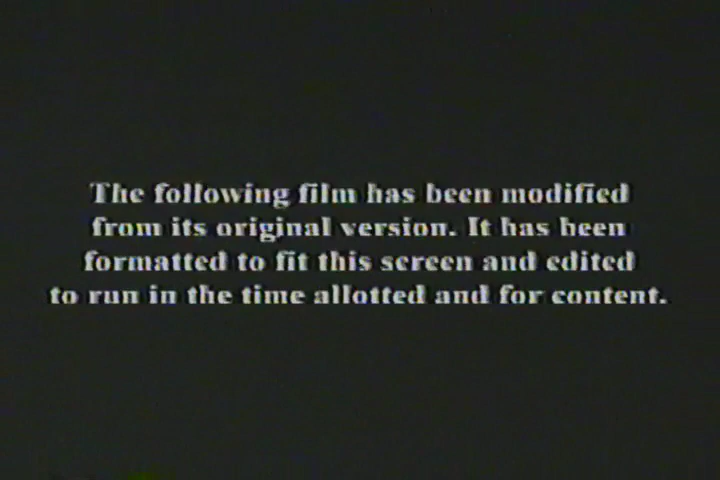 The following film has been modified
from its original version. It has been
formatted to fit this screen and edited
to run in the time allotted and for content.